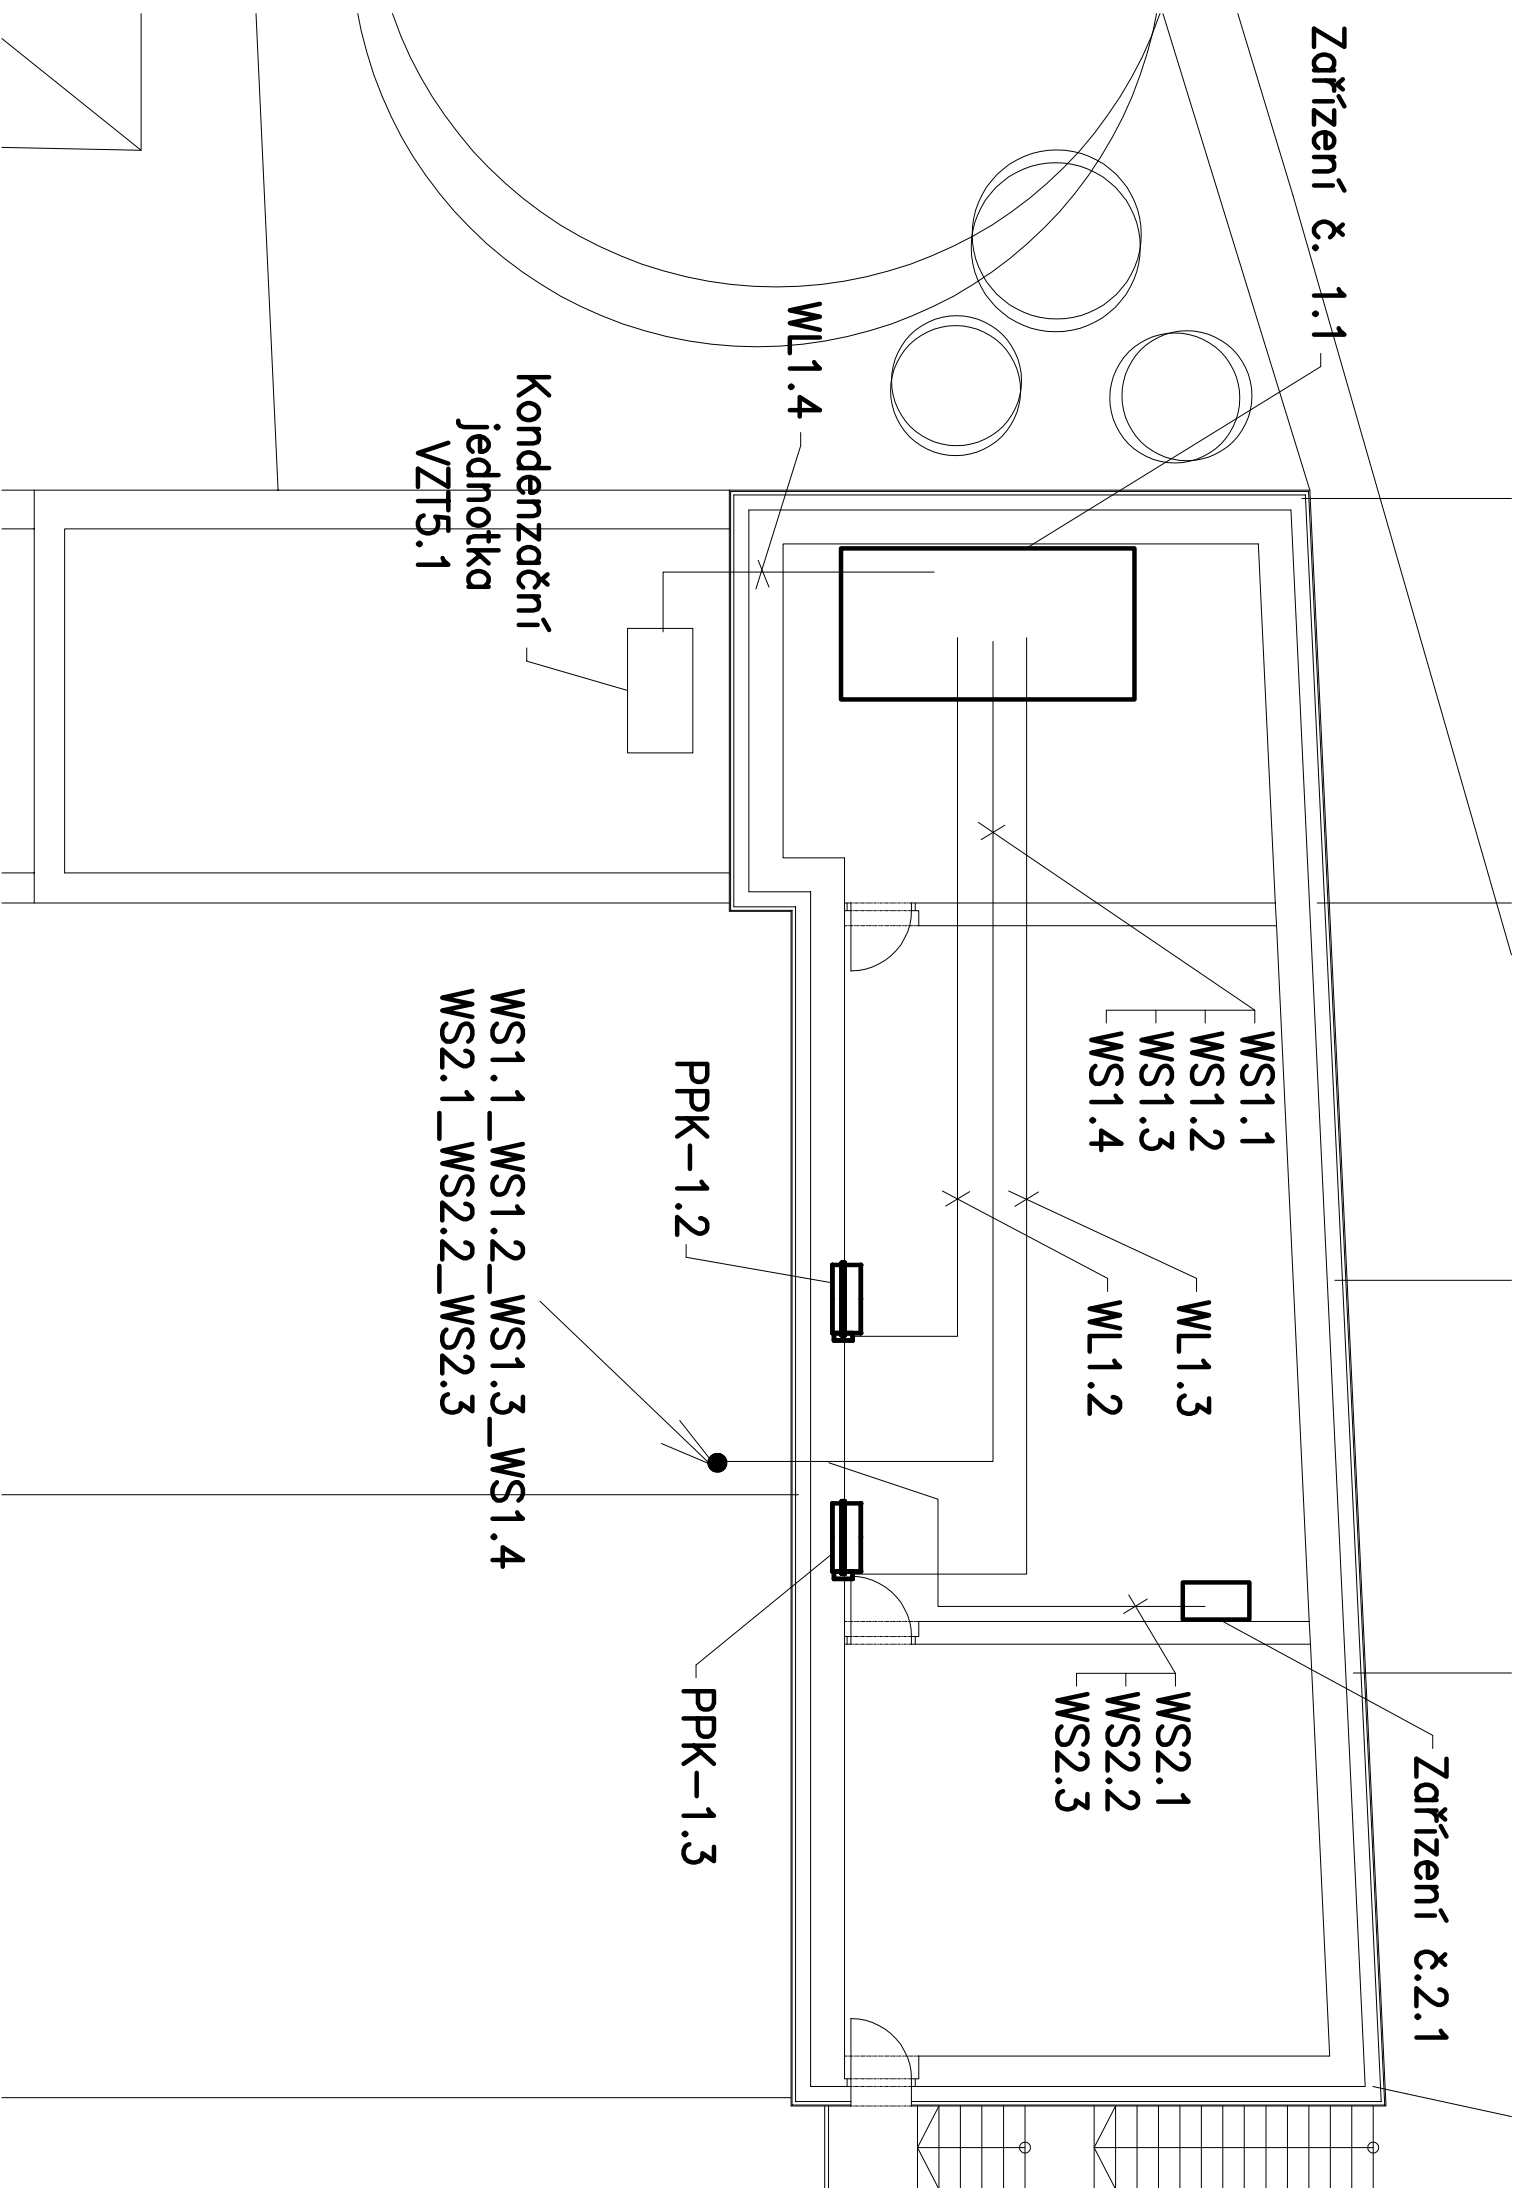 Zařízení č. 1.1
WL1.4
Kondenzační
jednotka
VZT5.1
WS1.1
WS1.2
WS1.3
WS1.4
WL1.3
WL1.2
PPK-1.2
WS1.1_WS1.2_WS1.3_WS1.4
WS2.1_WS2.2_WS2.3
PPK-1.3
WS2.1
WS2.2
WS2.3
Zařízení č.2.1